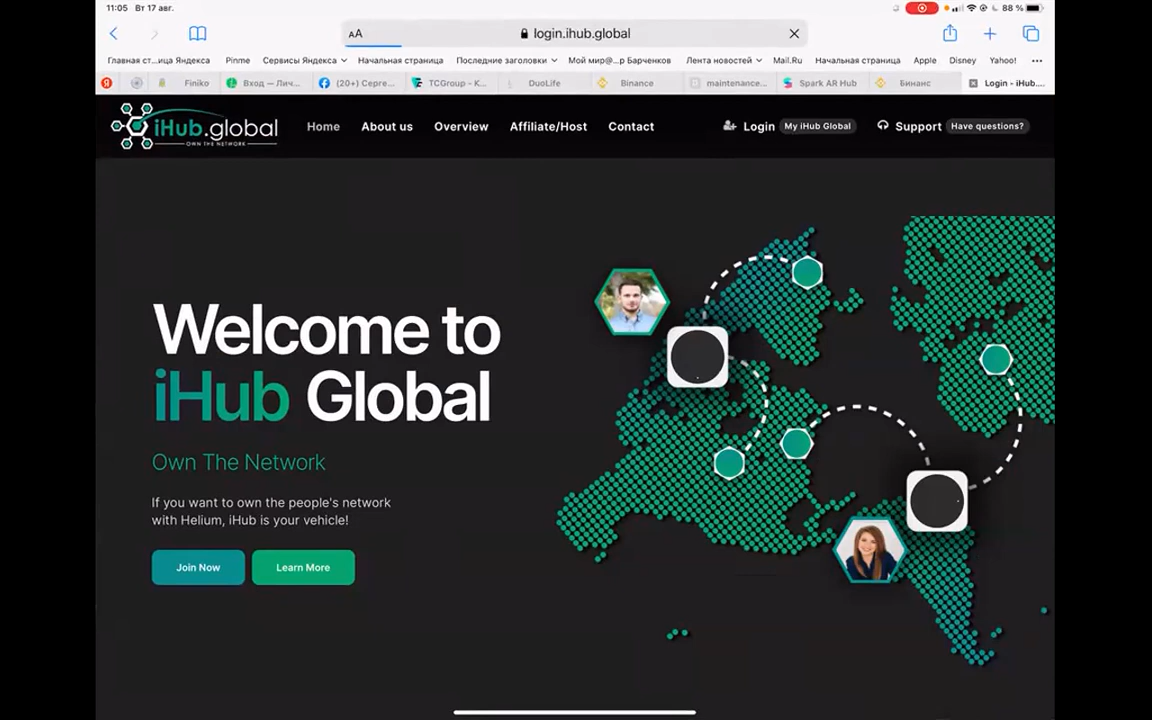 11:05 Вт 17 авг.
88 %
AA
login.ihub.global
Главная ст...ица Яндекса
Pinme
Сервисы Яндекса
Начальная страница
Последние заголовки
Мой мир@...р Барченков
Лента новостей
Mail.Ru
Начальная страница
Apple
Disney
Yahoo!
Finiko
Вход — Лич...
(20+) Серге...
TCGroup - K...
DuoLife
Binance
maintenance...
Spark AR Hub
Бинанс
Login - iHub....
iHub.global
OWN THE NETWORK
Home
About us
Overview
Affiliate/Host
Contact
Login My iHub Global
Support Have questions?
Welcome to
iHub Global
Own The Network
If you want to own the people's network
with Helium, iHub is your vehicle!
Join Now
Learn More